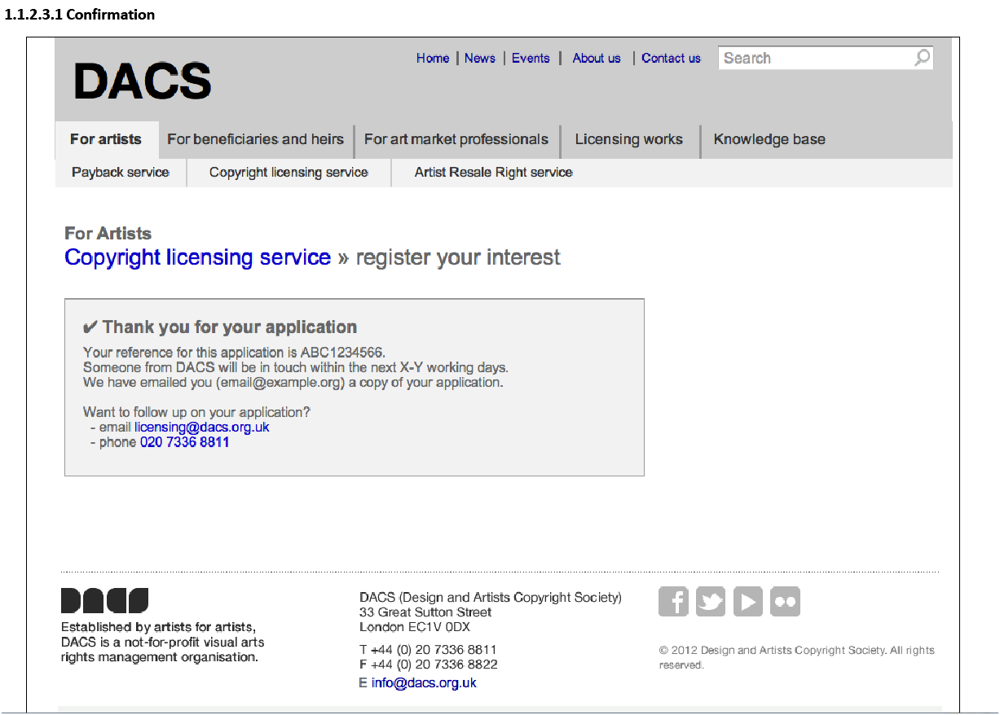 1.1.2.3.1 Confirmation
DACS
Home | News | Events | About us | Contact us
Search
For artists
For beneficiaries and heirs
For art market professionals
Licensing works
Knowledge base
Payback service
Copyright licensing service
Artist Resale Right service
For Artists
Copyright licensing service » register your interest
✔ Thank you for your application
Your reference for this application is ABC1234566.
Someone from DACS will be in touch within the next X-Y working days.
We have emailed you (email@example.org) a copy of your application.
Want to follow up on your application?
- email licensing@dacs.org.uk
- phone 020 7336 8811
DACS
Established by artists for artists,
DACS is a not-for-profit visual arts
rights management organisation.
DACS (Design and Artists Copyright Society)
33 Great Sutton Street
London EC1V 0DX
T +44 (0) 20 7336 8811
F +44 (0) 20 7336 8822
E info@dacs.org.uk
© 2012 Design and Artists Copyright Society. All rights
reserved.